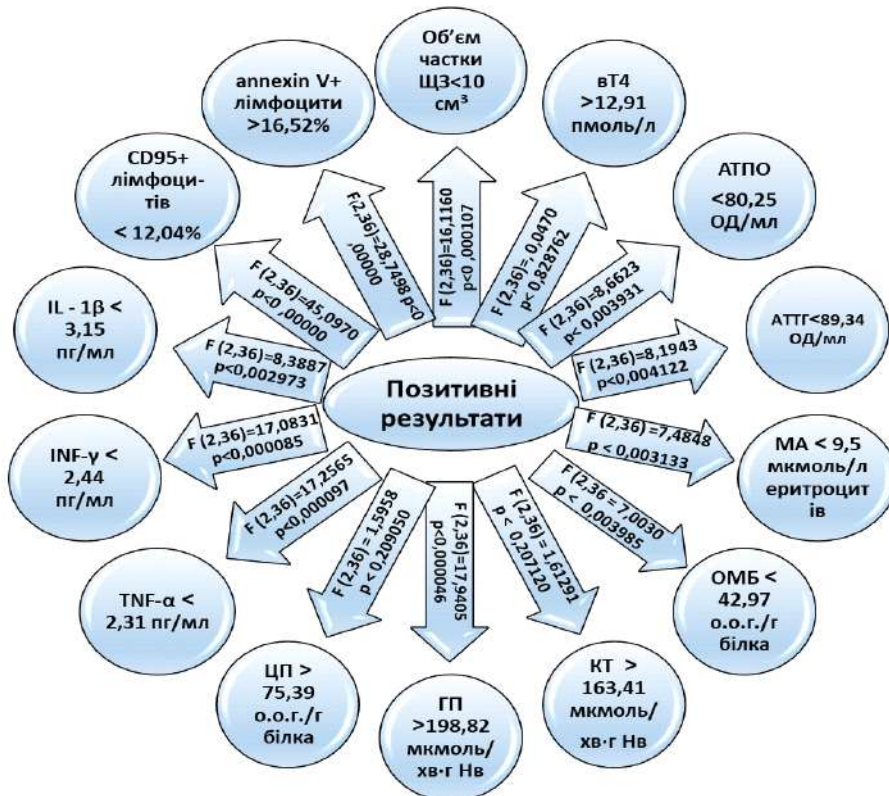 Об’єм
частки
ЩЗ<10
см³
вТ4
>12,91
пмоль/л
АТПО
<80,25
ОД/мл
АТТГ<89,34
ОД/мл
МА < 9,5
мкмоль/л
еритроцит
ів
ОМБ <
42,97
о.о.г./г
білка
КТ >
163,41
мкмоль/
хв·г Нв
ГП
>198,82
мкмоль/
хв·г Нв
ЦП >
75,39
о.о.г./г
білка
TNF-α <
2,31 пг/мл
INF-γ <
2,44
пг/мл
IL - 1β <
3,15
пг/мл
CD95+
лімфоци-
тів
< 12,04%
annexin V+
лімфоцити
>16,52%
F (2,36)=16,1160
p<0 ,000107
F (2,36)= ,0470
p< 0,828762
F (2,36)=8,6623
p< 0,003931
F (2,36)=8,1943
p<0,004122
F (2,36)=7,4848
p < 0,003133
F (2,36 = 7,0030
p < 0,003985
F (2,36) = 1,61291
p < 0,207120
F (2,36)=17,9405
p<0,000046
F (2,36) = 1,5958
p < 0,209050
F (2,36)=17,2565
p<0,000097
F (2,36)=17,0831
p<0,000085
F (2,36)=8,3887
p<0,002973
F (2,36)=45,0970
p<0 ,00000
F(2,36)=28,7498 p<0
,00000
Позитивні
результати